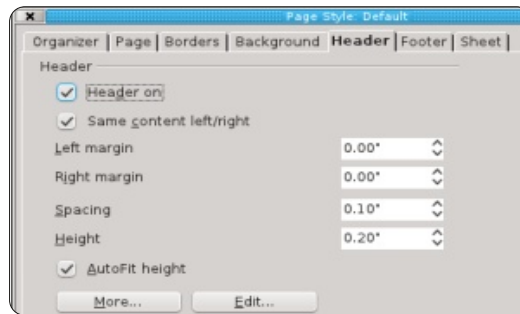 Page Style: Default
Organizer Page Borders Background Header Footer Sheet
Header
Header on
Same content left/right
Left margin 0.00"
Right margin 0.00"
Spacing 0.10"
Height 0.20"
AutoFit height
More... Edit...